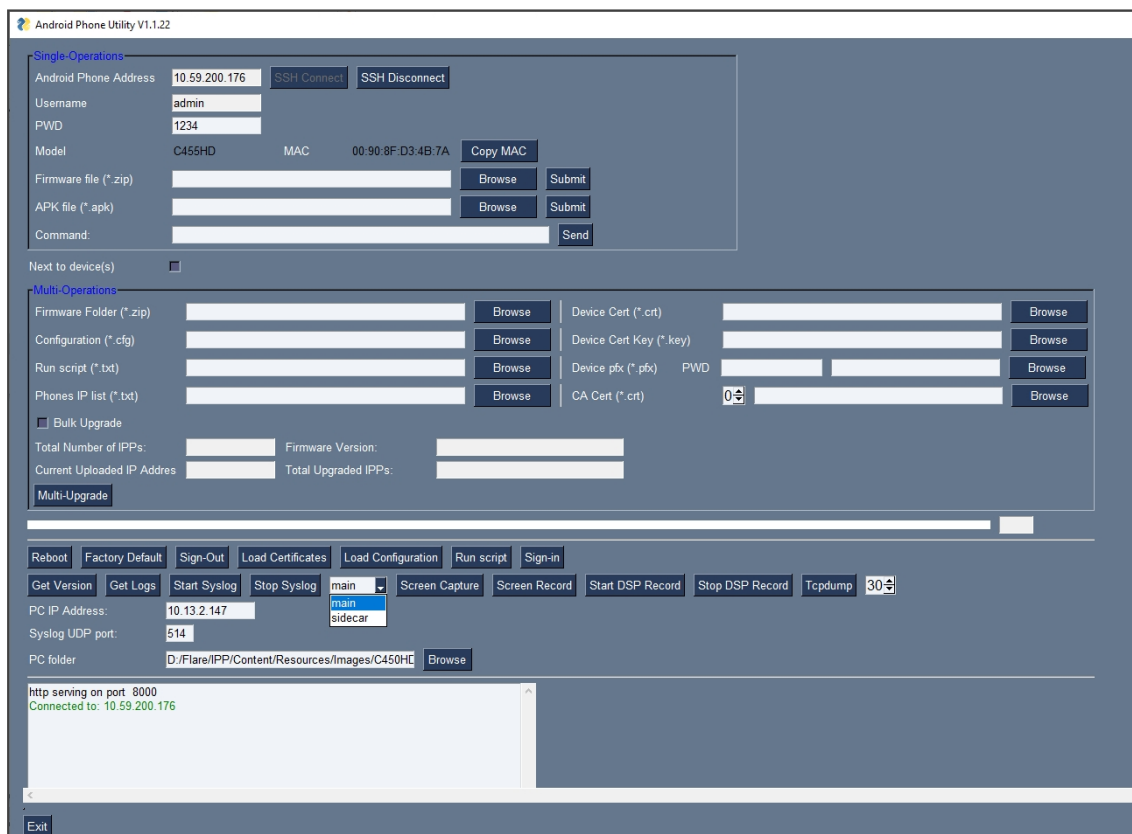 Android Phone Utility V1.1.22
Single-Operations
Android Phone Address 10.59.200.176 SSH Connect SSH Disconnect
Username admin
PWD 1234
Model C455HD MAC 00:90:8F:D3:4B:7A Copy MAC
Firmware file (*.zip) Browse Submit
APK file (*.apk) Browse Submit
Command: Send
Next to device(s)
Multi-Operations
Firmware Folder (*.zip) Browse Device Cert (*.crt) Browse
Configuration (*.cfg) Browse Device Cert Key (*.key) Browse
Run script (*.txt) Browse Device pfx (*.pfx) PWD Browse
Phones IP list (*.txt) Browse CA Cert (*.crt) 0 Browse
Bulk Upgrade
Total Number of IPPs: Firmware Version:
Current Uploaded IP Addres Total Upgraded IPPs:
Multi-Upgrade
Reboot Factory Default Sign-Out Load Certificates Load Configuration Run script Sign-in
Get Version Get Logs Start Syslog Stop Syslog main Screen Capture Screen Record Start DSP Record Stop DSP Record Tcpdump 30
main
sidecar
PC IP Address: 10.13.2.147
Syslog UDP port: 514
PC folder D:/Flare/IPP/Content/Resources/Images/C450HD Browse
http serving on port 8000
Connected to: 10.59.200.176
Exit